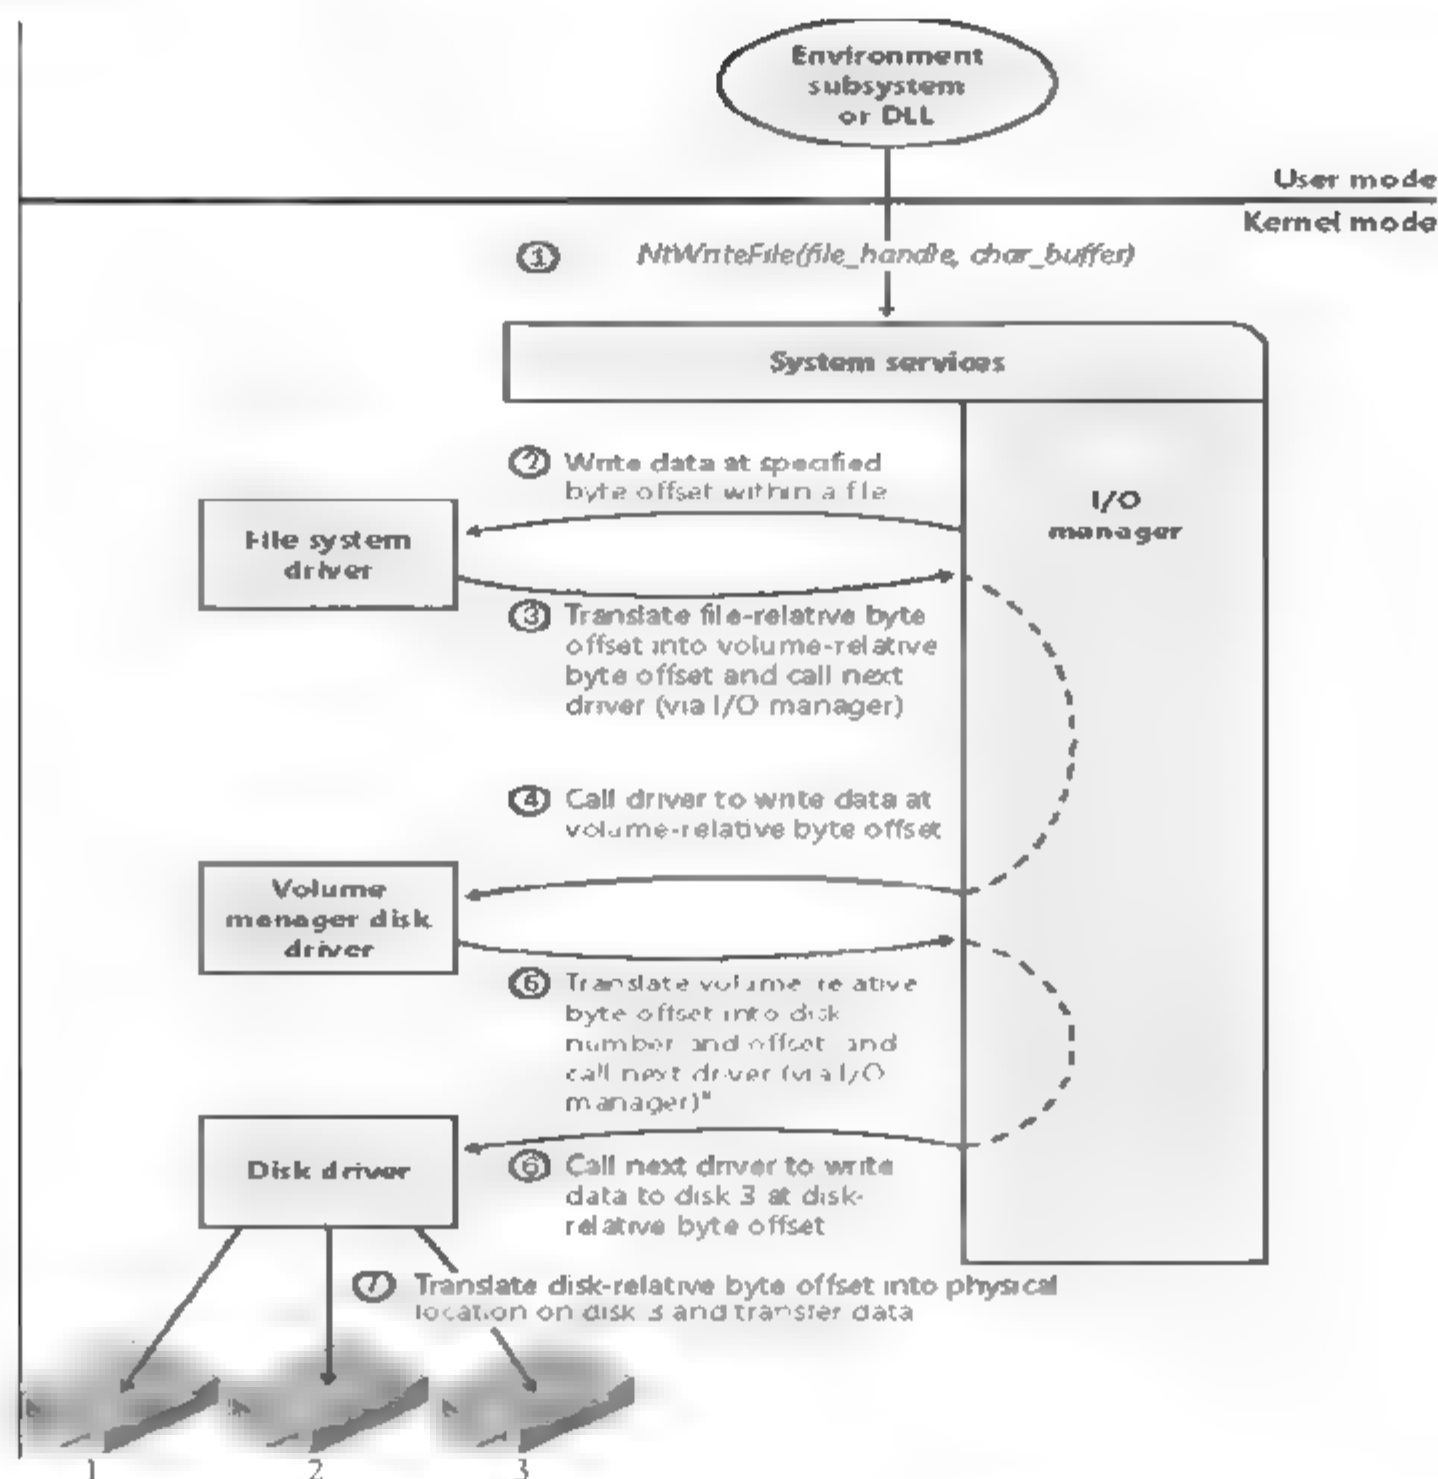 Environment
subsystem
or DLL
User mode
Kernel mode
1 NtWriteFile(file_handle, char_buffer)
System services
2 Write data at specified
byte offset within a file
I/O
manager
File system
driver
3 Translate file-relative byte
offset into volume-relative
byte offset and call next
driver (via I/O manager)
4 Call driver to write data at
volume-relative byte offset
Volume
manager disk
driver
5 Translate volume-relative
byte offset into disk
number and offset, and
call next driver (via I/O
manager)"
Disk driver
6 Call next driver to write
data to disk 3 at disk-
relative byte offset
7 Translate disk-relative byte offset into physical
location on disk 3 and transfer data
1
2
3